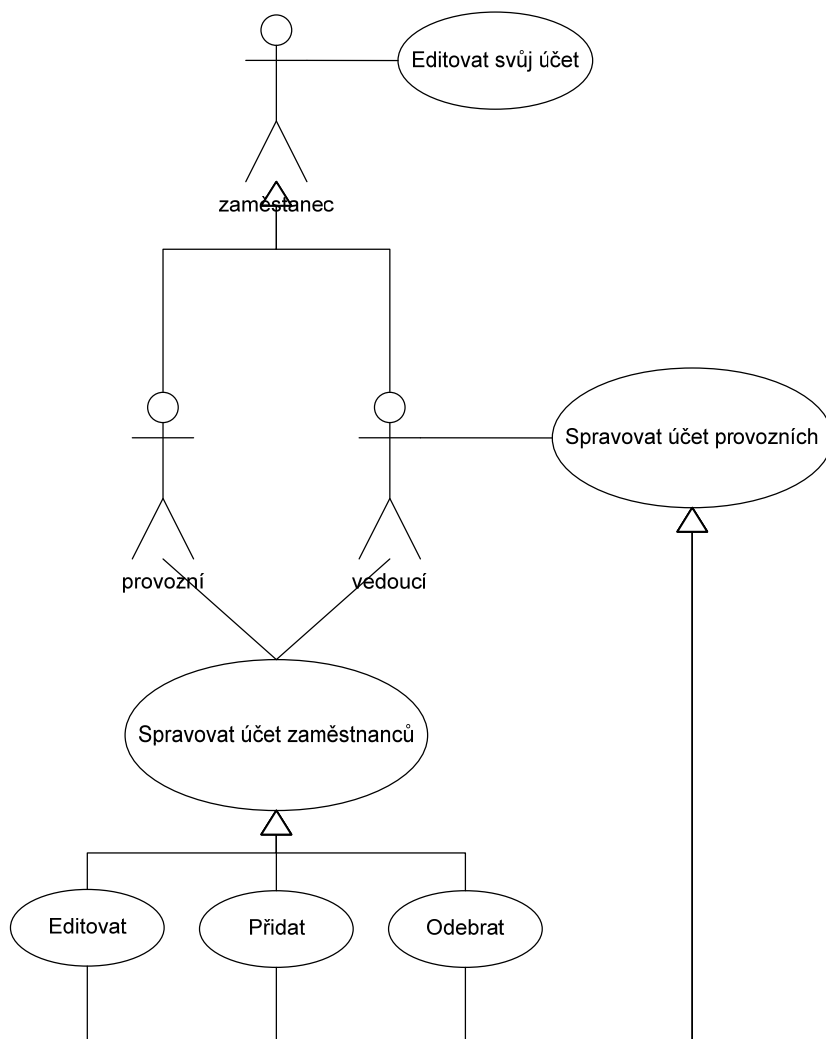 Editovat svůj účet
zaměstanec
Spravovat účet provozních
provozní
vedoucí
Spravovat účet zaměstnanců
Editovat
Přidat
Odebrat